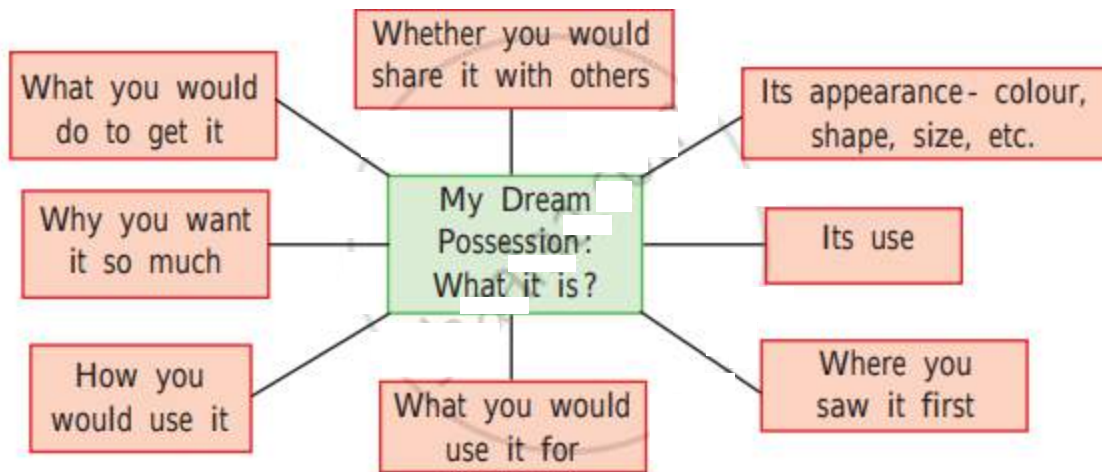 Whether you would
share it with others
What you would
do to get it
Its appearance- colour,
shape, size, etc.
My Dream
Possession:
What it is?
Why you want
it so much
Its use
How you
would use it
What you would
use it for
Where you
saw it first